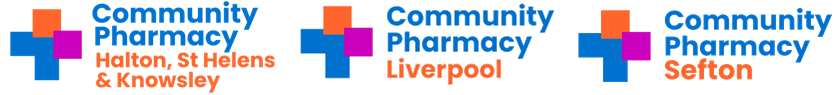 Community
Pharmacy
Halton, St Helens
& Knowsley
Community
Pharmacy
Liverpool
Community
Pharmacy
Sefton